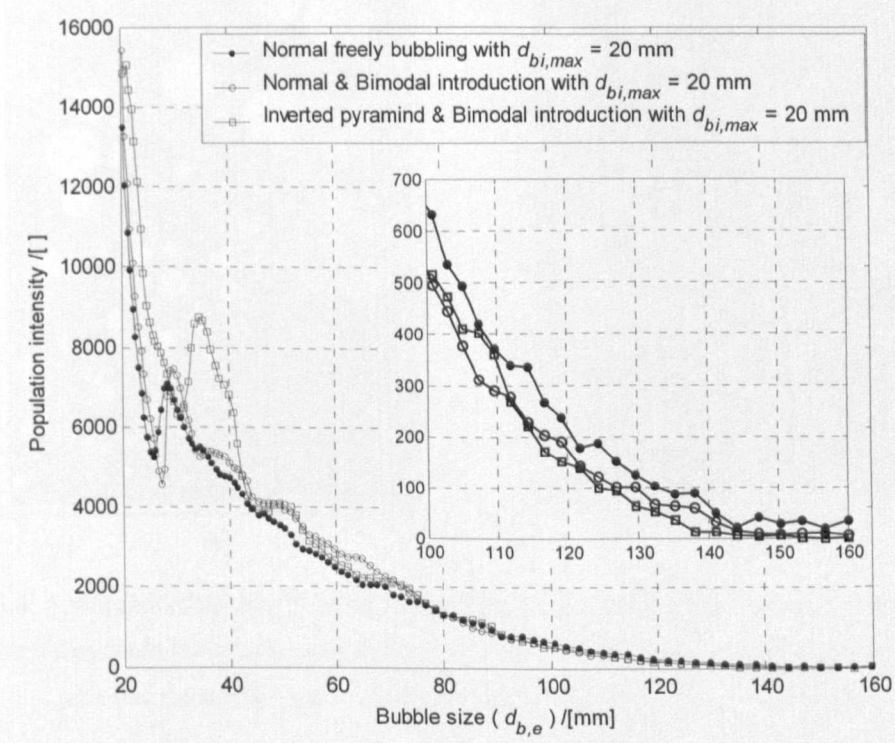 16000
14000
12000
10000
8000
6000
4000
2000
0
Population intensity /[ ]
Normal freely bubbling with d_bi,max = 20 mm
Normal & Bimodal introduction with d_bi,max = 20 mm
Inverted pyramind & Bimodal introduction with d_bi,max = 20 mm
700
600
500
400
300
200
100
0
100 110 120 130 140 150 160
20 40 60 80 100 120 140 160
Bubble size ( d_b,e ) /[mm]